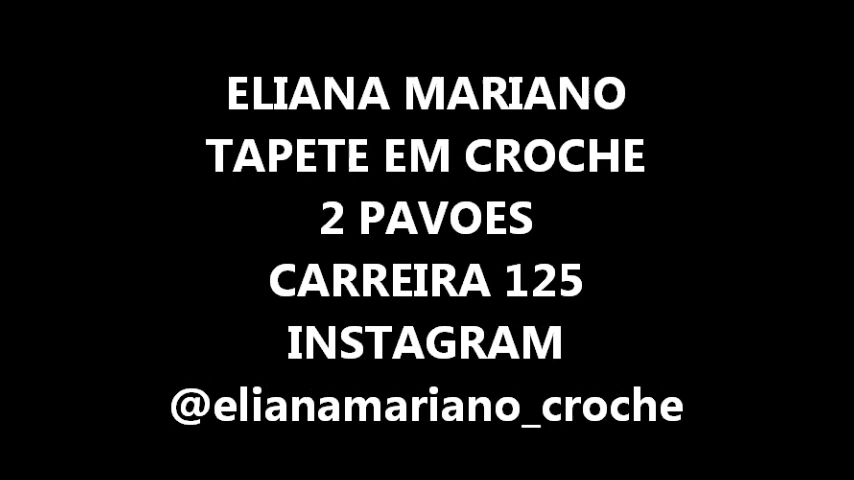 ELIANA MARIANO
TAPETE EM CROCHE
2 PAVOES
CARREIRA 125
INSTAGRAM
@elianamariano_croche